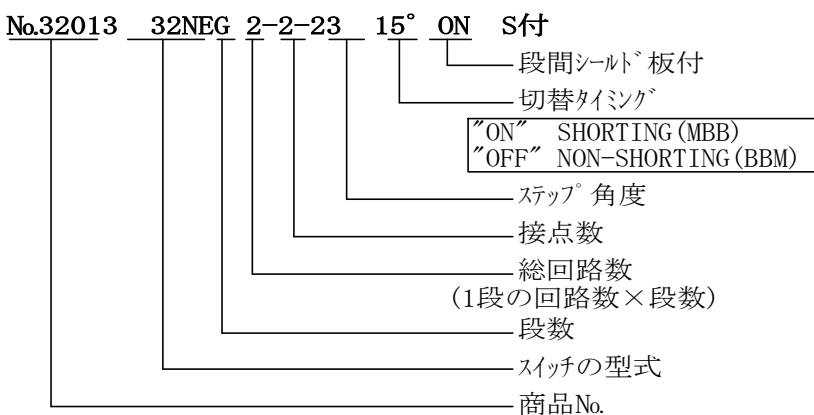 No.32013 32NEG 2-2-23 15° ON S付
段間シールド板付
切替タイミング
"ON" SHORTING(MBB)
"OFF" NON-SHORTING(BBM)
ステップ角度
接点数
総回路数
(1段の回路数×段数)
段数
スイッチの型式
商品No.